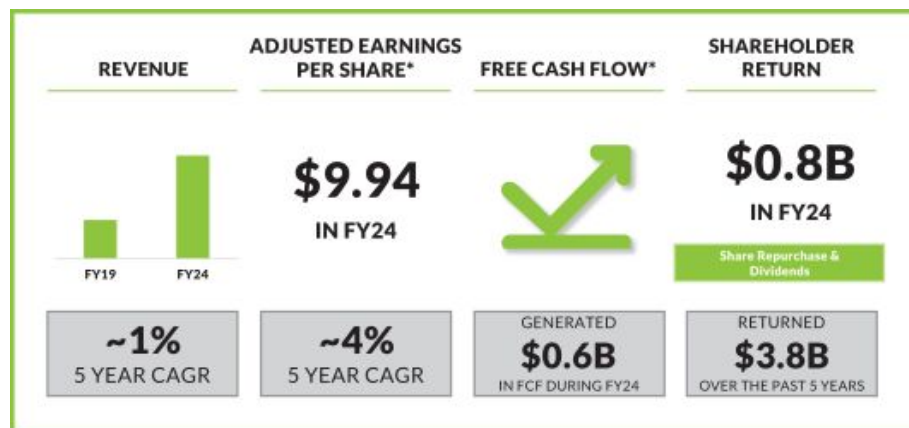 REVENUE
FY19
FY24
~1%
5 YEAR CAGR
ADJUSTED EARNINGS
PER SHARE*
$9.94
IN FY24
~4%
5 YEAR CAGR
FREE CASH FLOW*
GENERATED
$0.6B
IN FCF DURING FY24
SHAREHOLDER
RETURN
$0.8B
IN FY24
Share Repurchase &
Dividends
RETURNED
$3.8B
OVER THE PAST 5 YEARS